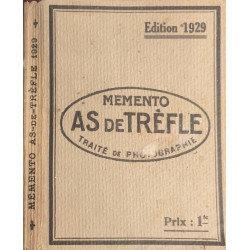 MEMENTO AS-DE-TRÈFLE 1929
Edition 1929
MEMENTO
AS DE TRÈFLE
TRAITÉ DE PHOTOGRAPHIE
Prix : 1fr